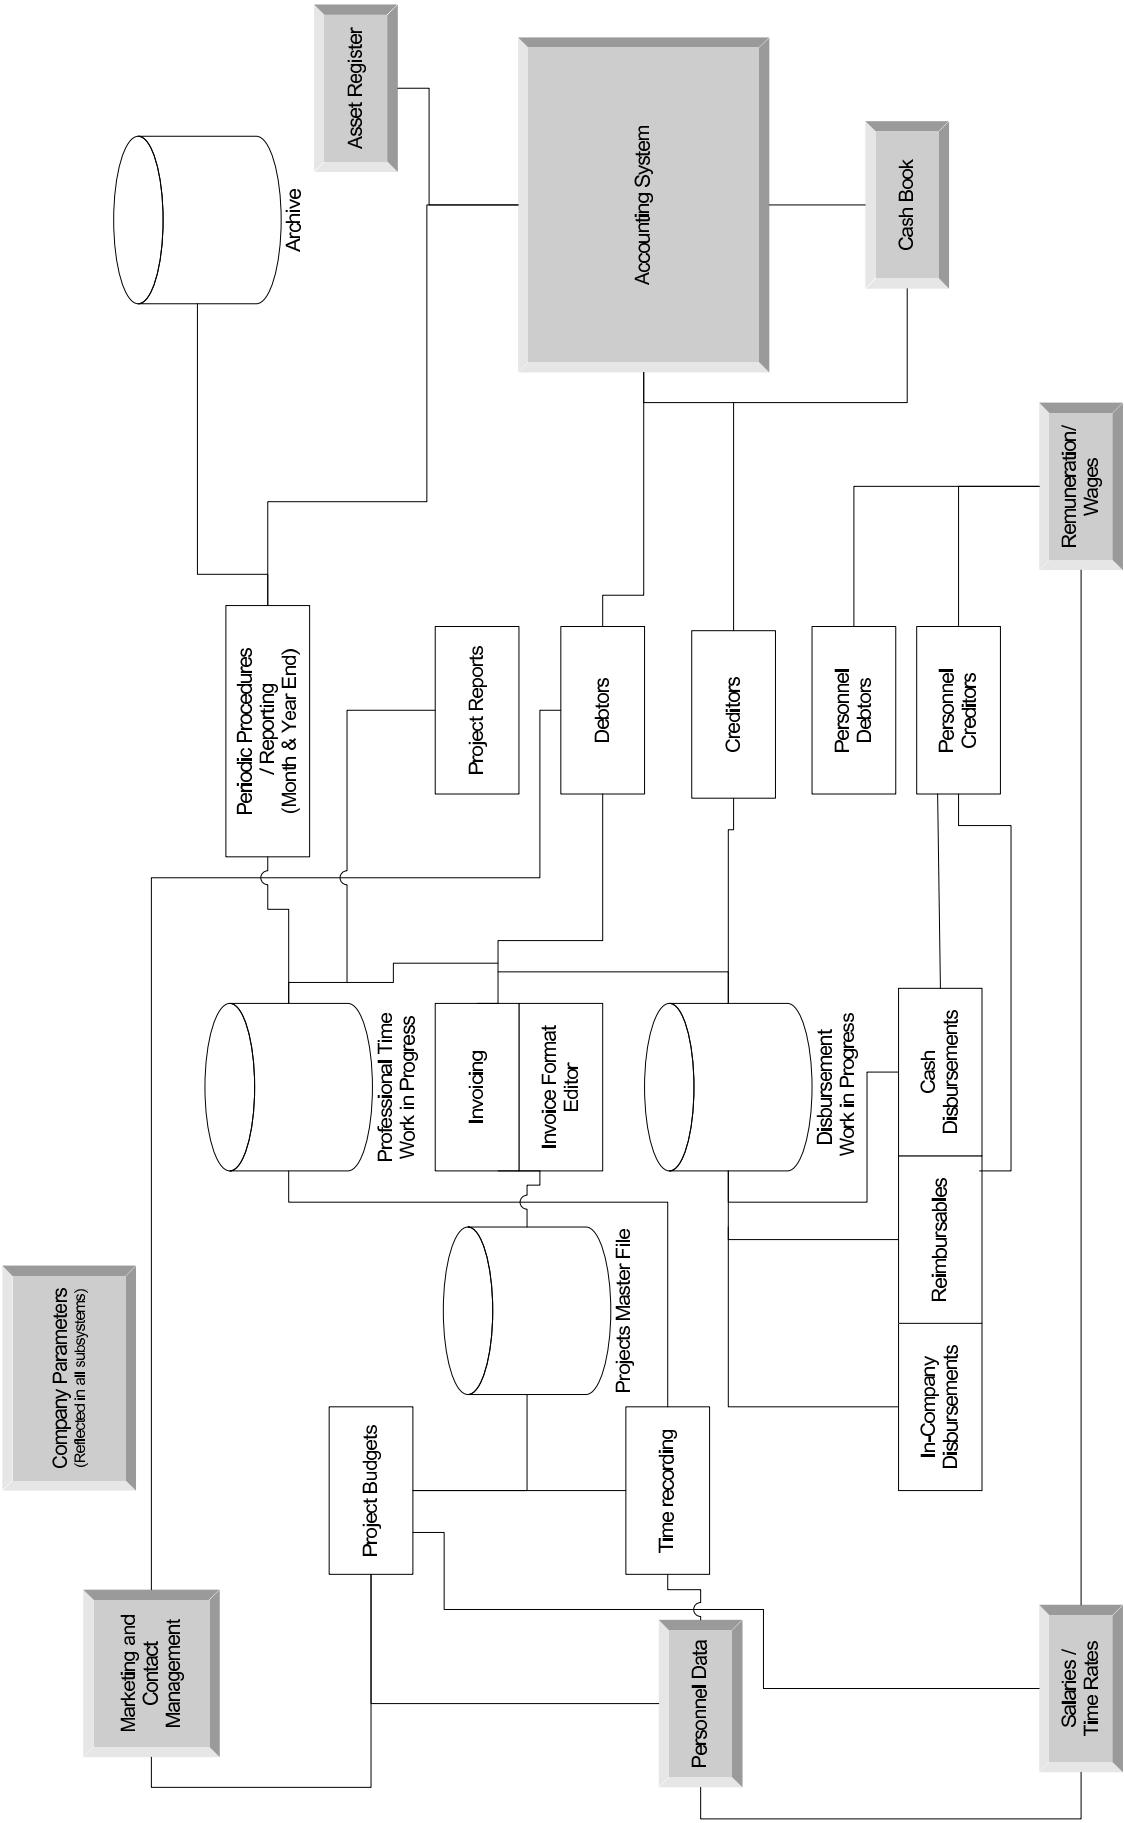 Company Parameters
(Reflected in all subsystems)
Marketing and
Contact
Management
Archive
Asset Register
Periodic Procedures
/ Reporting
(Month & Year End)
Professional Time
Work in Progress
Project Budgets
Project Reports
Invoicing
Invoice Format
Editor
Projects Master File
Debtors
Accounting System
Time recording
Personnel Data
Creditors
Disbursement
Work in Progress
Personnel
Debtors
Cash Book
In-Company
Disbursements
Reimbursables
Cash
Disbursements
Personnel
Creditors
Salaries /
Time Rates
Remuneration/
Wages